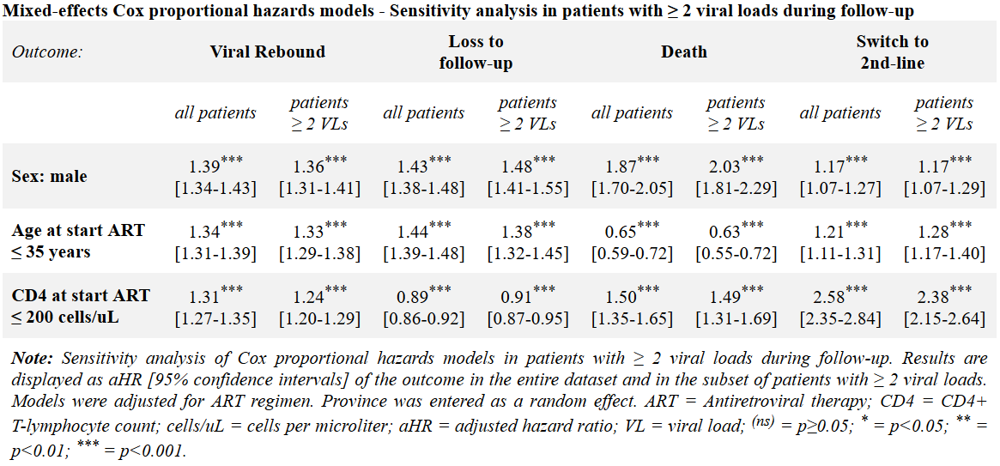 Mixed-effects Cox proportional hazards models - Sensitivity analysis in patients with ≥ 2 viral loads during follow-up
Outcome: Viral Rebound Loss to follow-up Death Switch to 2nd-line
all patients patients ≥ 2 VLs all patients patients ≥ 2 VLs all patients patients ≥ 2 VLs all patients patients ≥ 2 VLs
Sex: male 1.39*** 1.36*** 1.43*** 1.48*** 1.87*** 2.03*** 1.17*** 1.17***
[1.34-1.43] [1.31-1.41] [1.38-1.48] [1.41-1.55] [1.70-2.05] [1.81-2.29] [1.07-1.27] [1.07-1.29]
Age at start ART 1.34*** 1.33*** 1.44*** 1.38*** 0.65*** 0.63*** 1.21*** 1.28***
≤ 35 years [1.31-1.39] [1.29-1.38] [1.39-1.48] [1.32-1.45] [0.59-0.72] [0.55-0.72] [1.11-1.31] [1.17-1.40]
CD4 at start ART 1.31*** 1.24*** 0.89*** 0.91*** 1.50*** 1.49*** 2.58*** 2.38***
≤ 200 cells/uL [1.27-1.35] [1.20-1.29] [0.86-0.92] [0.87-0.95] [1.35-1.65] [1.31-1.69] [2.35-2.84] [2.15-2.64]
Note: Sensitivity analysis of Cox proportional hazards models in patients with ≥ 2 viral loads during follow-up. Results are
displayed as aHR [95% confidence intervals] of the outcome in the entire dataset and in the subset of patients with ≥ 2 viral loads.
Models were adjusted for ART regimen. Province was entered as a random effect. ART = Antiretroviral therapy; CD4 = CD4+
T-lymphocyte count; cells/uL = cells per microliter; aHR = adjusted hazard ratio; VL = viral load; (ns) = p≥0.05; * = p<0.05; ** =
p<0.01; *** = p<0.001.